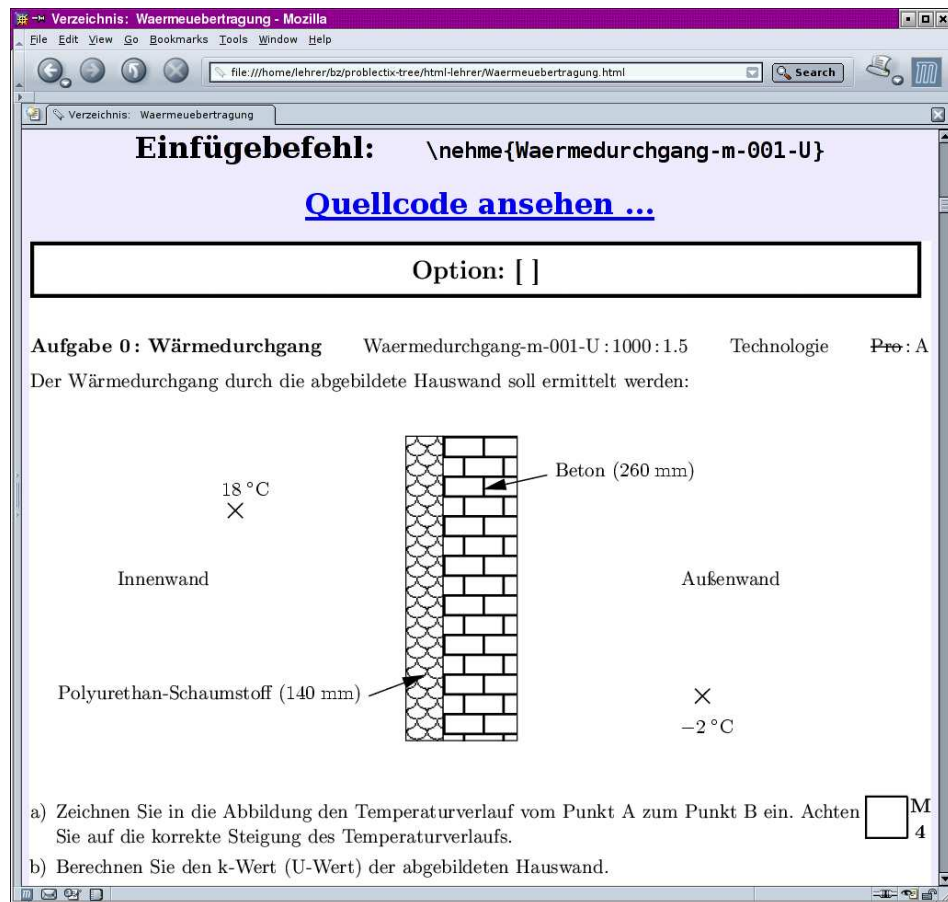 Verzeichnis: Waermeuebertragung - Mozilla
File Edit View Go Bookmarks Tools Window Help
file:///home/lehrer/bz/problectix-tree/html-lehrer/Waermeuebertragung.html
Search
Verzeichnis: Waermeuebertragung
Einfügebefehl: \nehme{Waermedurchgang-m-001-U}
Quellcode ansehen ...
Option: [ ]
Aufgabe 0: Wärmedurchgang Waermedurchgang-m-001-U:1000:1.5 Technologie Pro: A
Der Wärmedurchgang durch die abgebildete Hauswand soll ermittelt werden:
Beton (260 mm)
18 °C
Innenwand
Außenwand
Polyurethan-Schaumstoff (140 mm)
−2 °C
a) Zeichnen Sie in die Abbildung den Temperaturverlauf vom Punkt A zum Punkt B ein. Achten
Sie auf die korrekte Steigung des Temperaturverlaufs.
M
4
b) Berechnen Sie den k-Wert (U-Wert) der abgebildeten Hauswand.